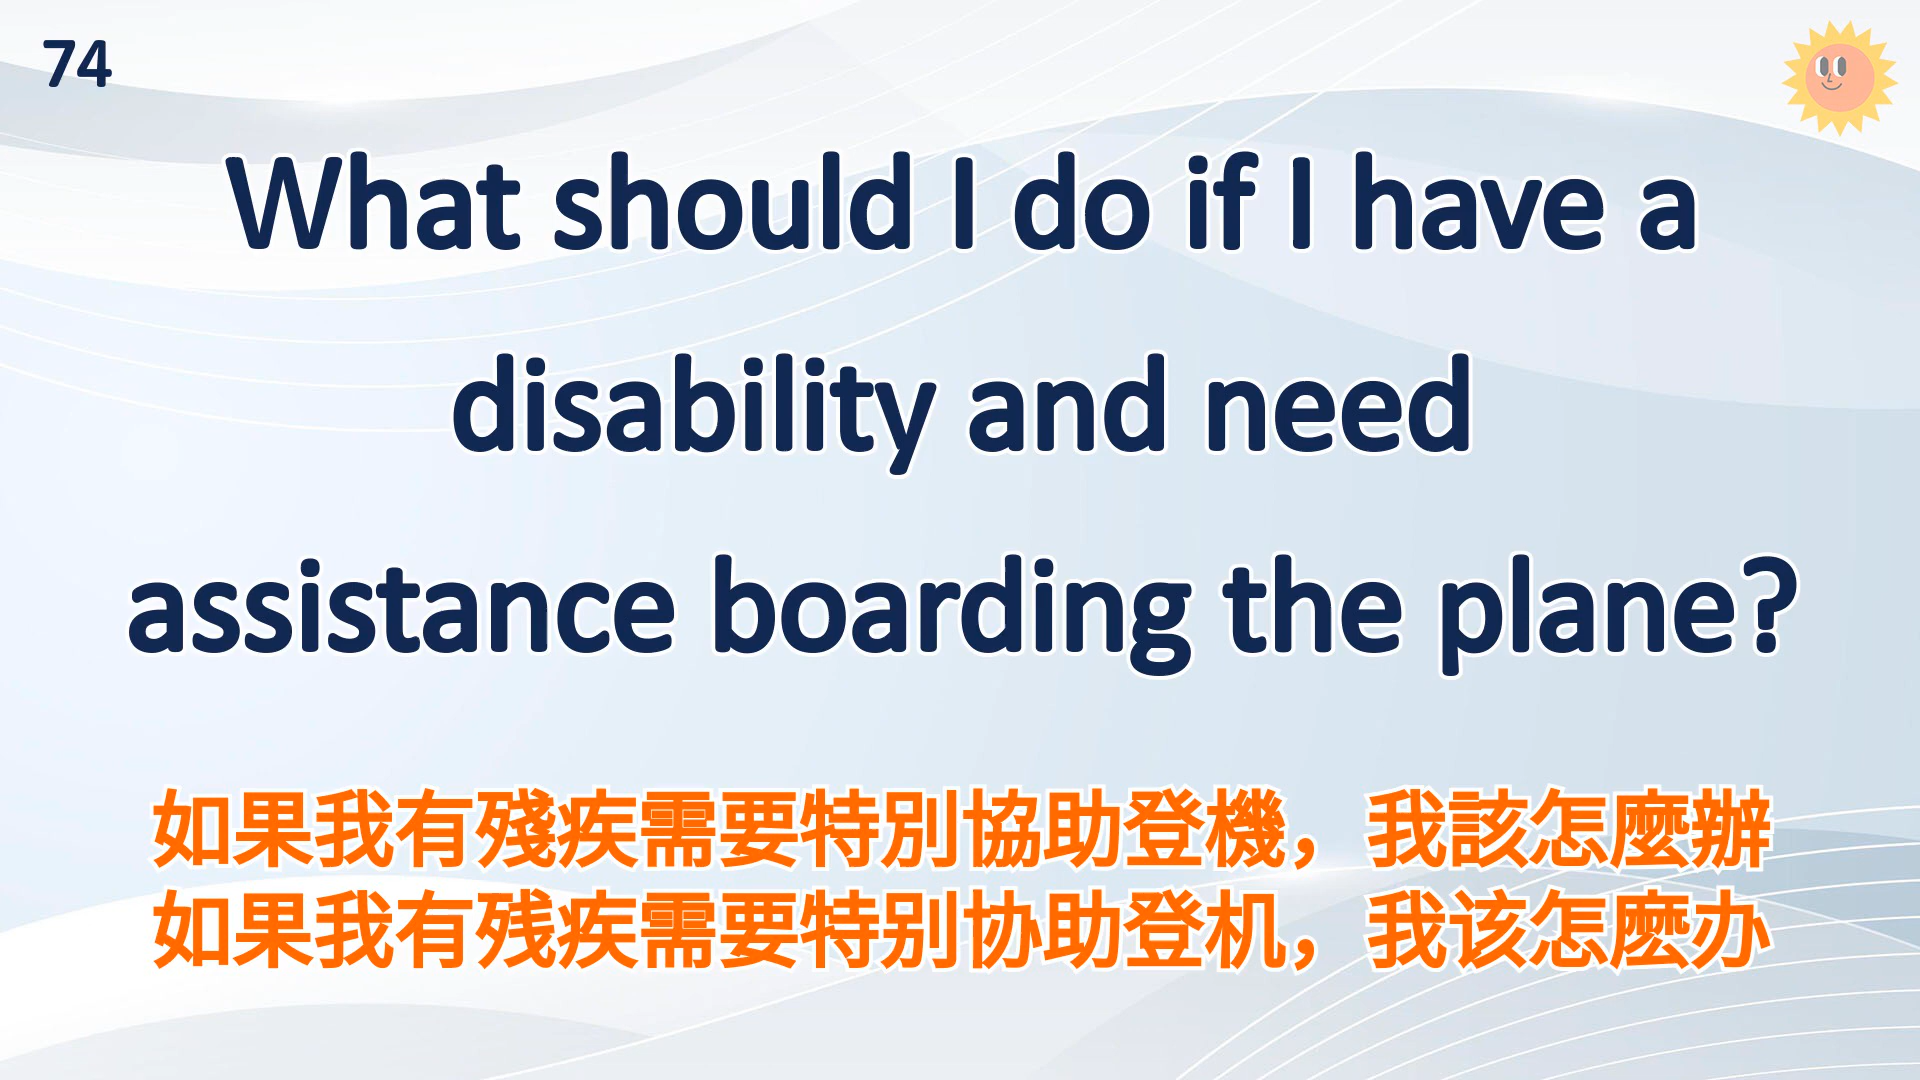 74
What should I do if I have a
disability and need
assistance boarding the plane?
如果我有殘疾需要特別協助登機，我該怎麼辦
如果我有残疾需要特别协助登机，我该怎麽办